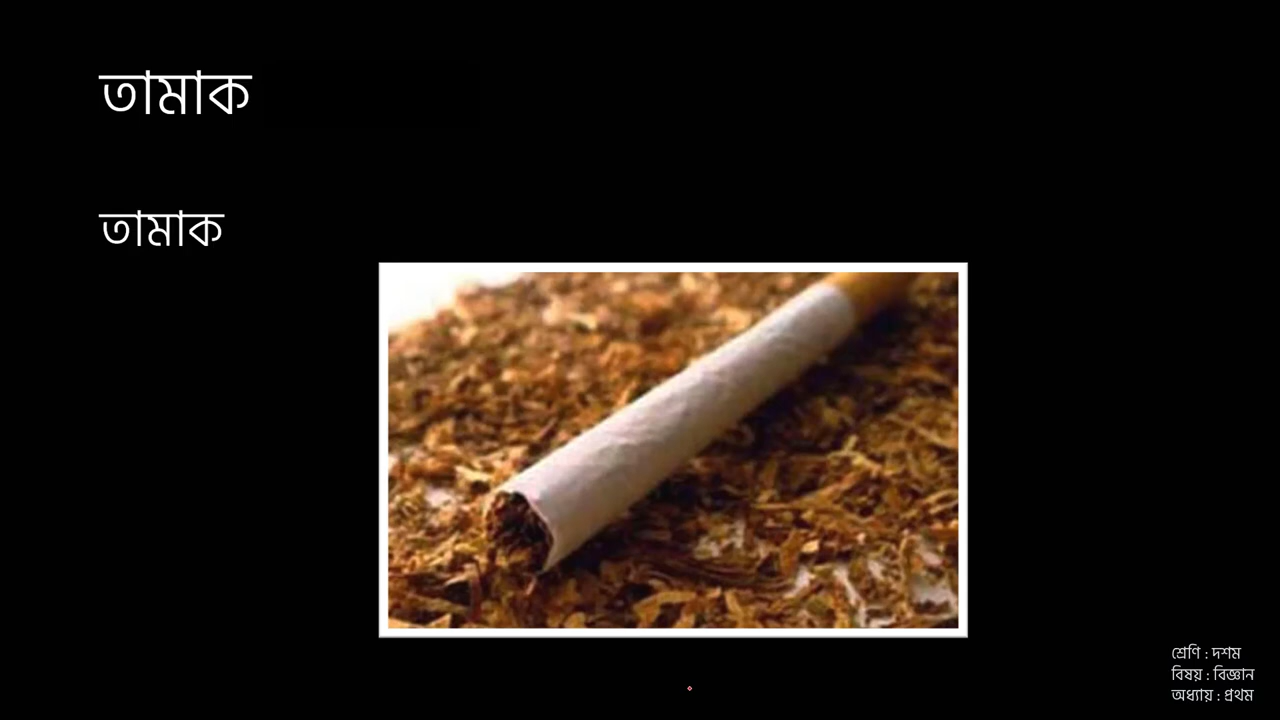 তামাক
তামাক
শ্রেণি : দশম
বিষয় : বিজ্ঞান
অধ্যায় : প্রথম